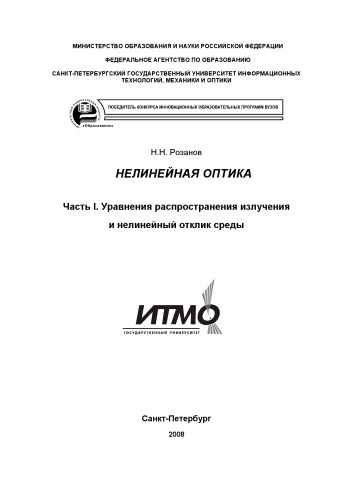 МИНИСТЕРСТВО ОБРАЗОВАНИЯ И НАУКИ РОССИЙСКОЙ ФЕДЕРАЦИИ
ФЕДЕРАЛЬНОЕ АГЕНТСТВО ПО ОБРАЗОВАНИЮ
САНКТ-ПЕТЕРБУРГСКИЙ ГОСУДАРСТВЕННЫЙ УНИВЕРСИТЕТ ИНФОРМАЦИОННЫХ
ТЕХНОЛОГИЙ, МЕХАНИКИ И ОПТИКИ
ПОБЕДИТЕЛЬ КОНКУРСА ИННОВАЦИОННЫХ ОБРАЗОВАТЕЛЬНЫХ ПРОГРАММ ВУЗОВ
«Образование»
Н.Н. Розанов
НЕЛИНЕЙНАЯ ОПТИКА
Часть I. Уравнения распространения излучения
и нелинейный отклик среды
ИТМО
ГОСУДАРСТВЕННЫЙ УНИВЕРСИТЕТ
Санкт-Петербург
2008